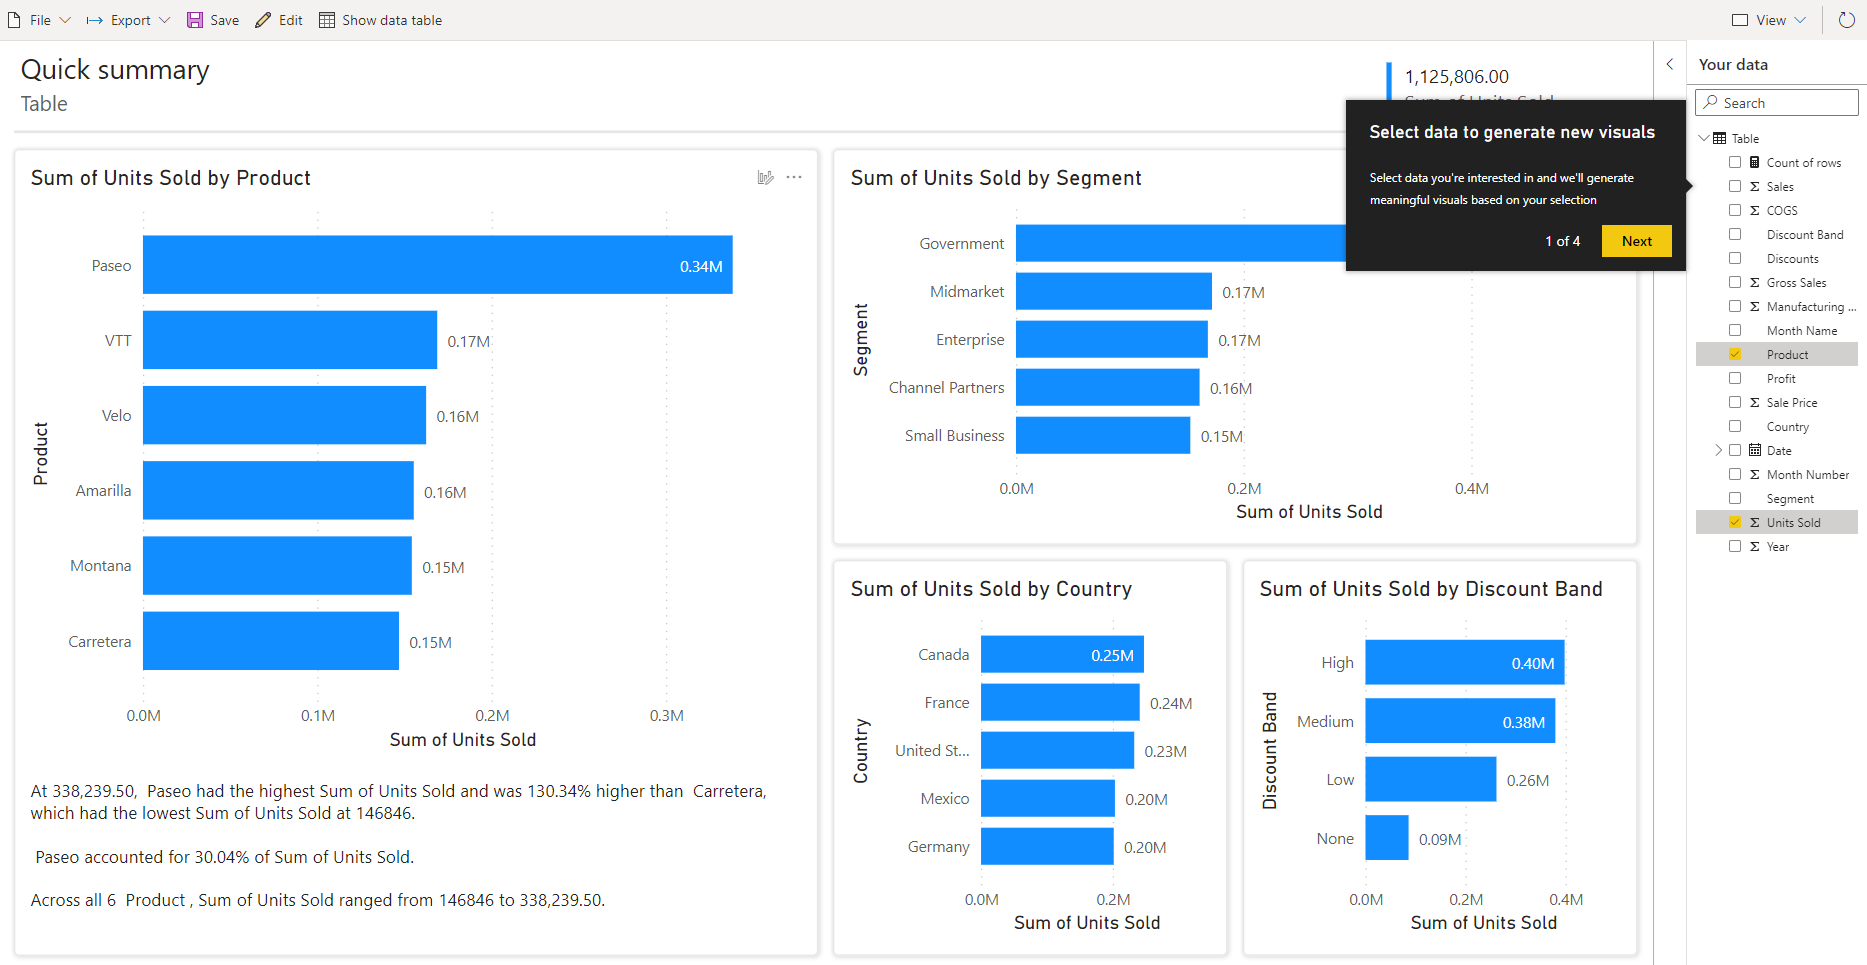 File Export Save Edit Show data table View
Quick summary
Table
1,125,806.00
Sum of Units Sold by Product
Paseo 0.34M
VTT 0.17M
Velo 0.16M
Amarilla 0.16M
Montana 0.15M
Carretera 0.15M
Product
0.0M 0.1M 0.2M 0.3M
Sum of Units Sold
At 338,239.50,  Paseo had the highest Sum of Units Sold and was 130.34% higher than  Carretera,
which had the lowest Sum of Units Sold at 146846.
Paseo accounted for 30.04% of Sum of Units Sold.
Across all 6  Product , Sum of Units Sold ranged from 146846 to 338,239.50.
Sum of Units Sold by Segment
Government
Midmarket 0.17M
Enterprise 0.17M
Channel Partners 0.16M
Small Business 0.15M
Segment
0.0M 0.2M 0.4M
Sum of Units Sold
Select data to generate new visuals
Select data you're interested in and we'll generate
meaningful visuals based on your selection
1 of 4 Next
Sum of Units Sold by Country
Canada 0.25M
France 0.24M
United St... 0.23M
Mexico 0.20M
Germany 0.20M
Country
0.0M 0.2M
Sum of Units Sold
Sum of Units Sold by Discount Band
High 0.40M
Medium 0.38M
Low 0.26M
None 0.09M
Discount Band
0.0M 0.2M 0.4M
Sum of Units Sold
Your data
Search
Table
Count of rows
Σ Sales
Σ COGS
Discount Band
Discounts
Σ Gross Sales
Σ Manufacturing ...
Month Name
Product
Profit
Σ Sale Price
Country
Date
Σ Month Number
Segment
Σ Units Sold
Σ Year